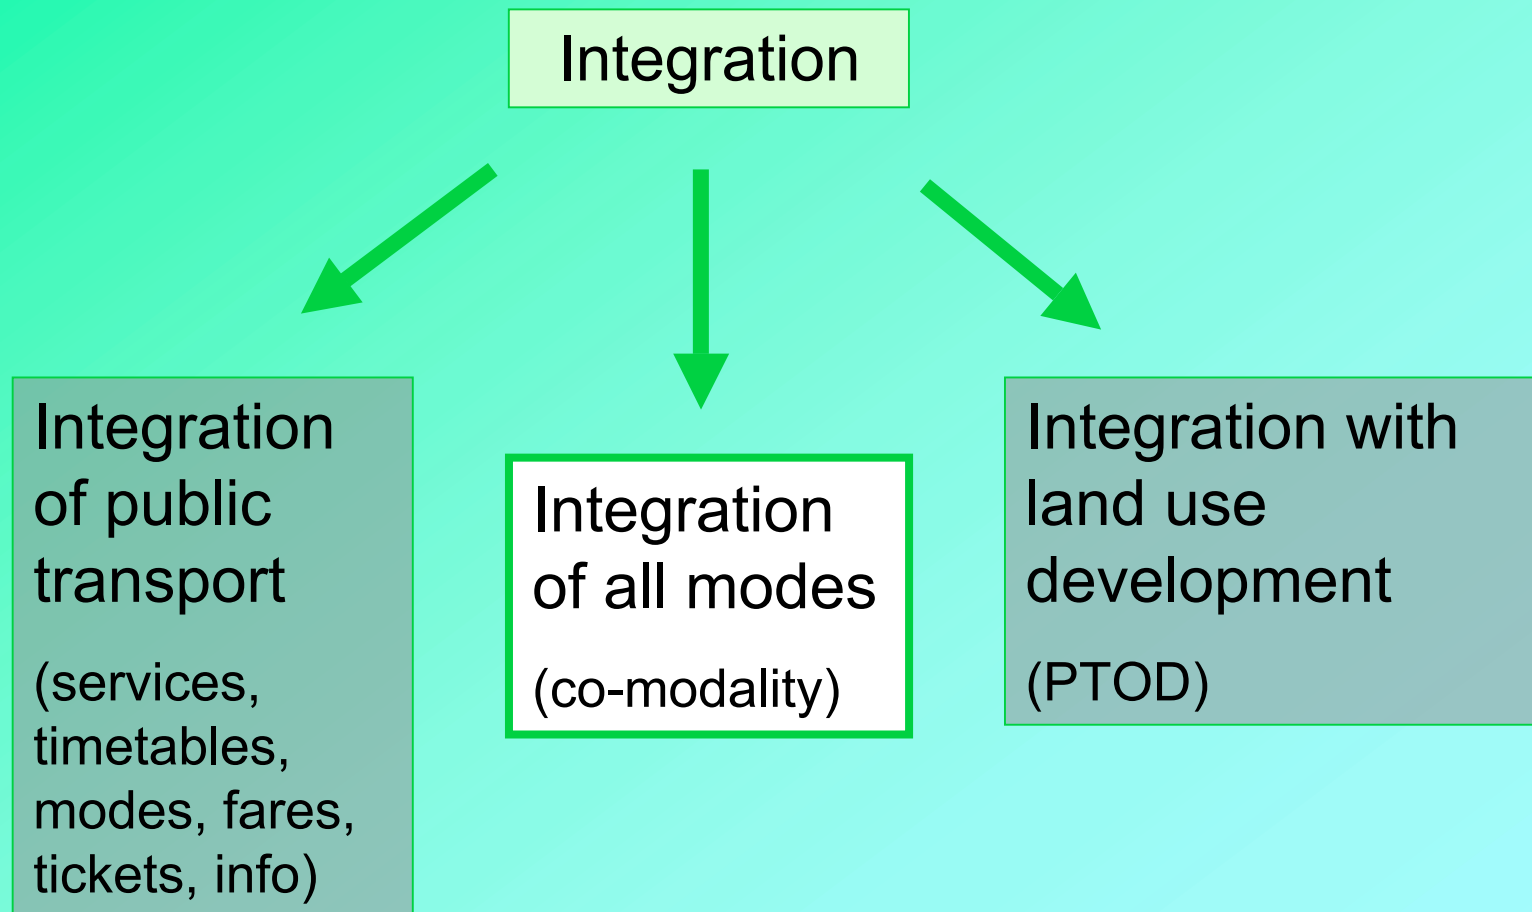 Integration
Integration
of public
transport
(services,
timetables,
modes, fares,
tickets, info)
Integration
of all modes
(co-modality)
Integration with
land use
development
(PTOD)